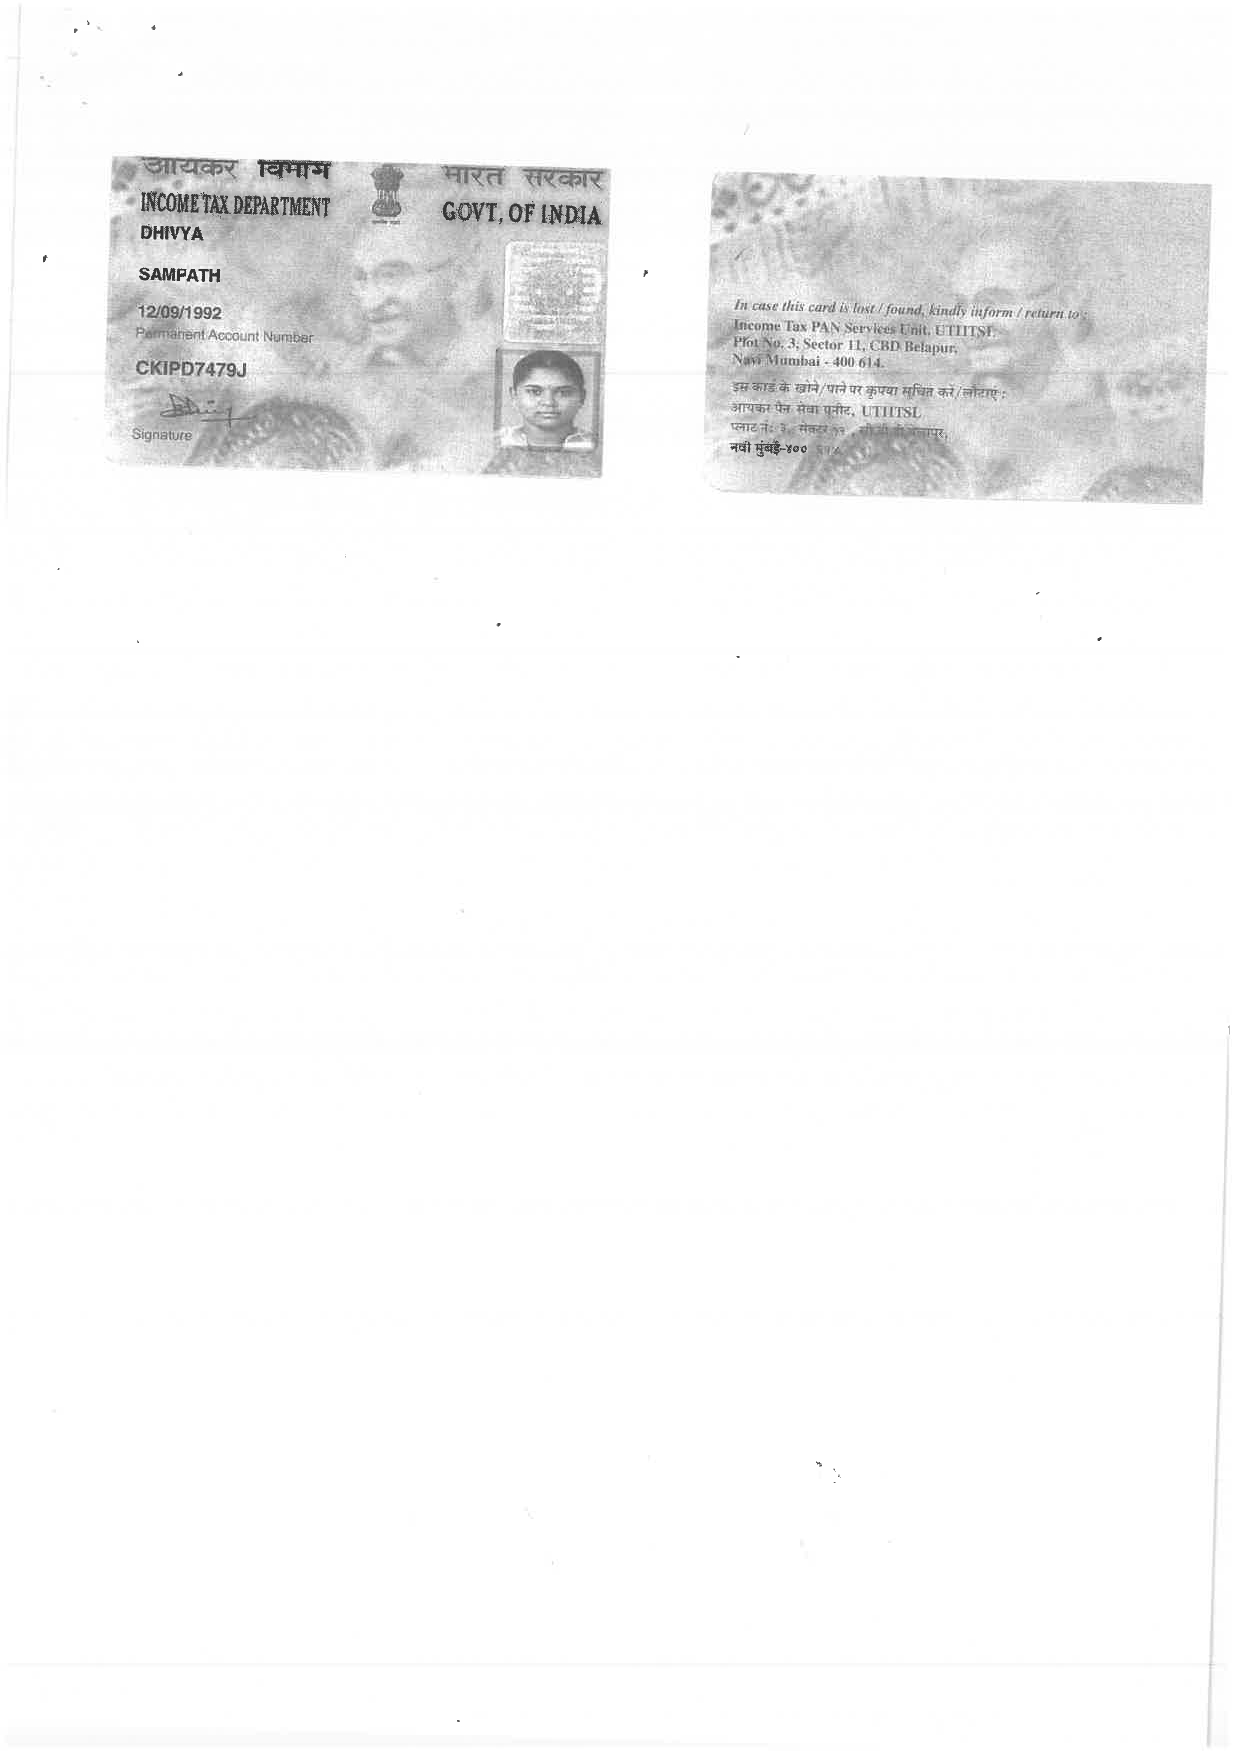 आयकर विभाग
भारत सरकार
INCOME TAX DEPARTMENT
GOVT. OF INDIA
DHIVYA
SAMPATH
12/09/1992
Permanent Account Number
CKIPD7479J
Signature
In case this card is lost / found, kindly inform / return to :
Income Tax PAN Services Unit, UTIITSL
Plot No. 3, Sector 11, CBD Belapur,
Navi Mumbai - 400 614.
इस कार्ड के खोने/पाने पर कृपया सूचित करें/लौटाएं :
आयकर पैन सेवा यूनीट, UTIITSL
प्लाट नं: ३, सेक्टर ११ , सी.बी.डी.बेलापुर,
नवी मुंबई-४००